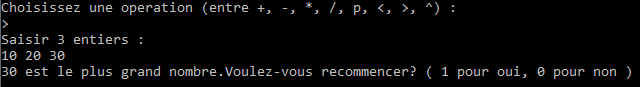 Choisissez une operation (entre +, -, *, /, p, <, >, ^) :
>
Saisir 3 entiers :
10 20 30
30 est le plus grand nombre.Voulez-vous recommencer? ( 1 pour oui, 0 pour non )